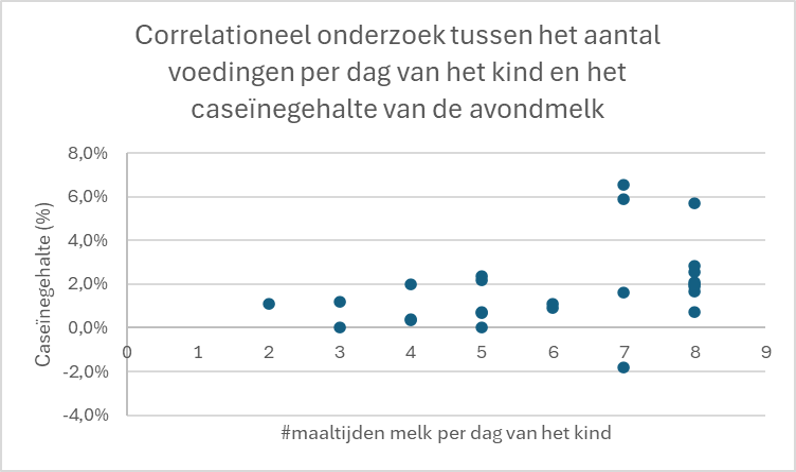 Correlationeel onderzoek tussen het aantal
voedingen per dag van het kind en het
caseïnegehalte van de avondmelk
8,0%
6,0%
4,0%
2,0%
0,0%
-2,0%
-4,0%
Caseïnegehalte (%)
0 1 2 3 4 5 6 7 8 9
#maaltijden melk per dag van het kind